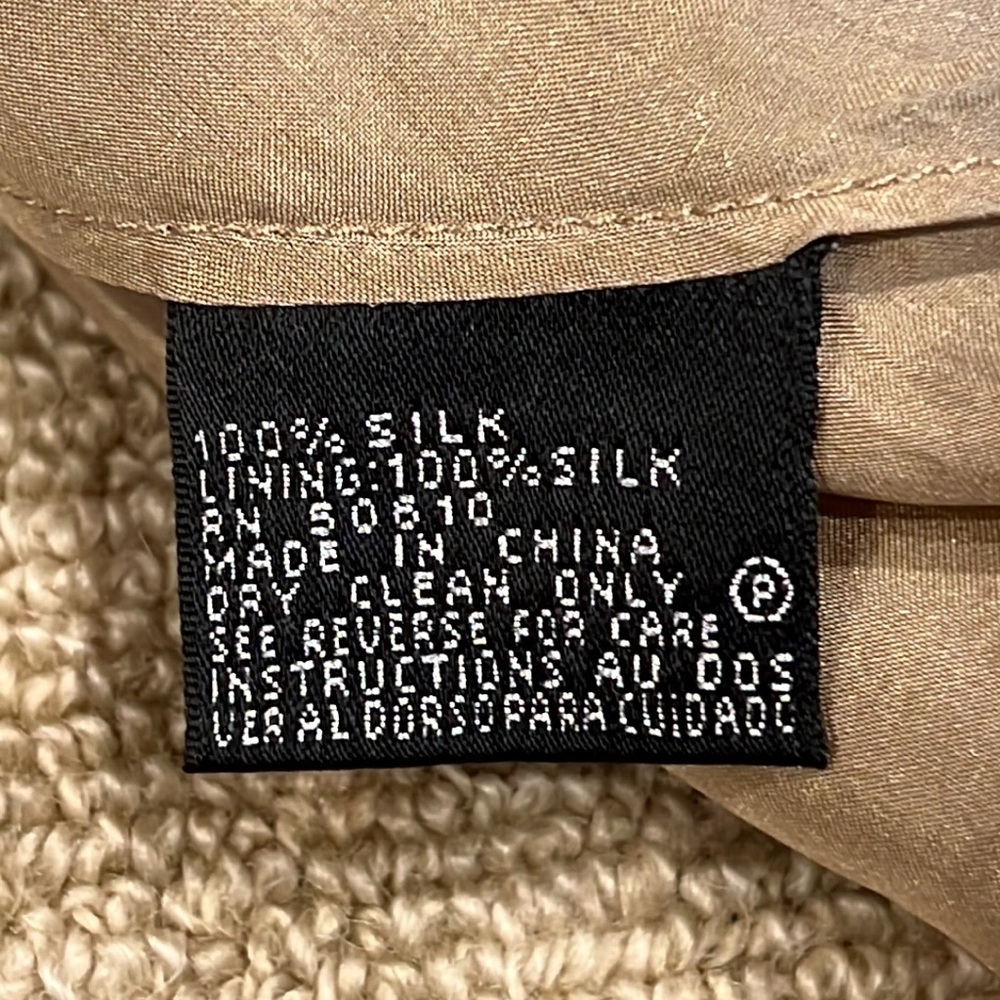 100% SILK
LINING:100%SILK
RN 50610
MADE IN CHINA
DRY CLEAN ONLY Ⓟ
SEE REVERSE FOR CARE
INSTRUCTIONS AU DOS
VER AL DORSO PARA CUIDADO